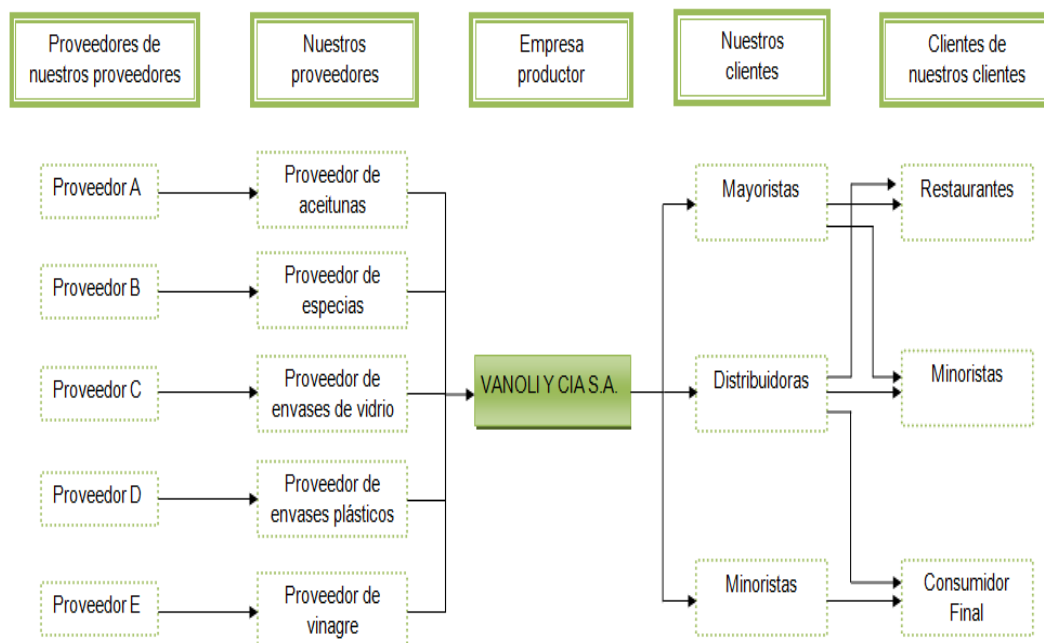 Proveedores de
nuestros proveedores
Nuestros
proveedores
Empresa
productor
Nuestros
clientes
Clientes de
nuestros clientes
Proveedor A
Proveedor de
aceitunas
Mayoristas
Restaurantes
Proveedor B
Proveedor de
especias
Proveedor C
Proveedor de
envases de vidrio
VANOLI Y CIA S.A.
Distribuidoras
Minoristas
Proveedor D
Proveedor de
envases plásticos
Proveedor E
Proveedor de
vinagre
Minoristas
Consumidor
Final